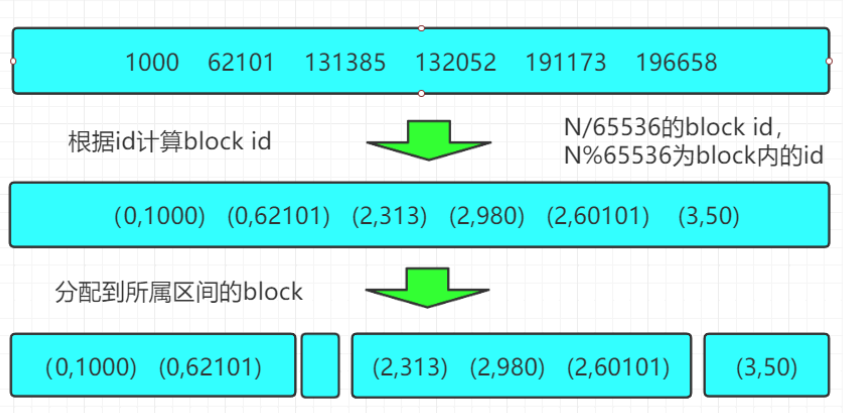 1000 62101 131385 132052 191173 196658
根据id计算block id
N/65536的block id，
N%65536为block内的id
(0,1000) (0,62101) (2,313) (2,980) (2,60101) (3,50)
分配到所属区间的block
(0,1000) (0,62101) (2,313) (2,980) (2,60101) (3,50)